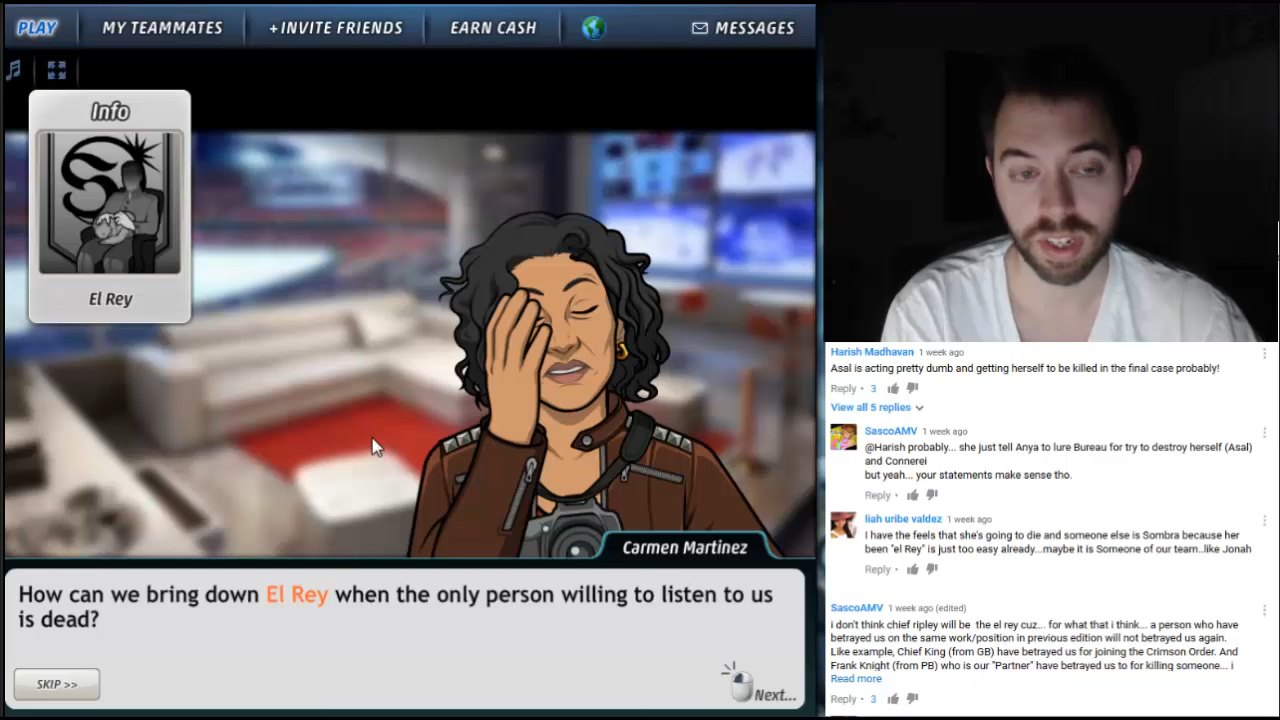 PLAY
MY TEAMMATES
+INVITE FRIENDS
EARN CASH
MESSAGES
Info
El Rey
Carmen Martinez
How can we bring down El Rey when the only person willing to listen to us
is dead?
SKIP >>
Next...
Harish Madhavan 1 week ago
Asal is acting pretty dumb and getting herself to be killed in the final case probably!
Reply • 3
View all 5 replies
SascoAMV 1 week ago
@Harish probably... she just tell Anya to lure Bureau for try to destroy herself (Asal)
and Connerei
but yeah... your statements make sense tho.
Reply •
liah uribe valdez 1 week ago
I have the feels that she's going to die and someone else is Sombra because her
been "el Rey" is just too easy already...maybe it is Someone of our team..like Jonah
Reply •
SascoAMV 1 week ago (edited)
i don't think chief ripley will be the el rey cuz... for what that i think... a person who have
betrayed us on the same work/position in previous edition will not betrayed us again.
Like example, Chief King (from GB) have betrayed us for joining the Crimson Order. And
Frank Knight (from PB) who is our "Partner" have betrayed us to for killing someone... i
Read more
Reply • 3